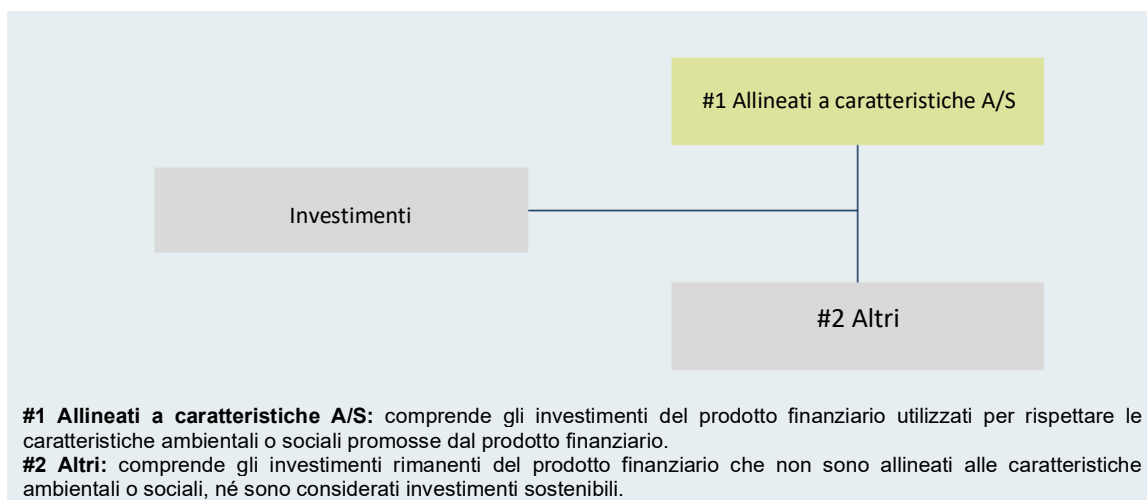 #1 Allineati a caratteristiche A/S
Investimenti
#2 Altri
#1 Allineati a caratteristiche A/S: comprende gli investimenti del prodotto finanziario utilizzati per rispettare le
caratteristiche ambientali o sociali promosse dal prodotto finanziario.
#2 Altri: comprende gli investimenti rimanenti del prodotto finanziario che non sono allineati alle caratteristiche
ambientali o sociali, né sono considerati investimenti sostenibili.